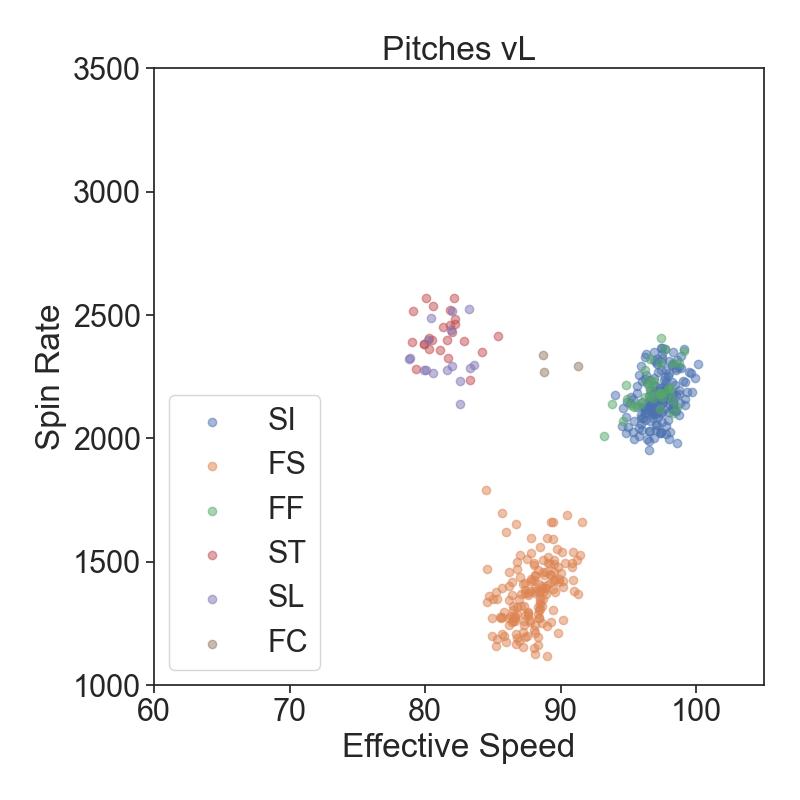 Pitches vL
3500
3000
2500
2000
1500
1000
Spin Rate
SI
FS
FF
ST
SL
FC
60 70 80 90 100
Effective Speed